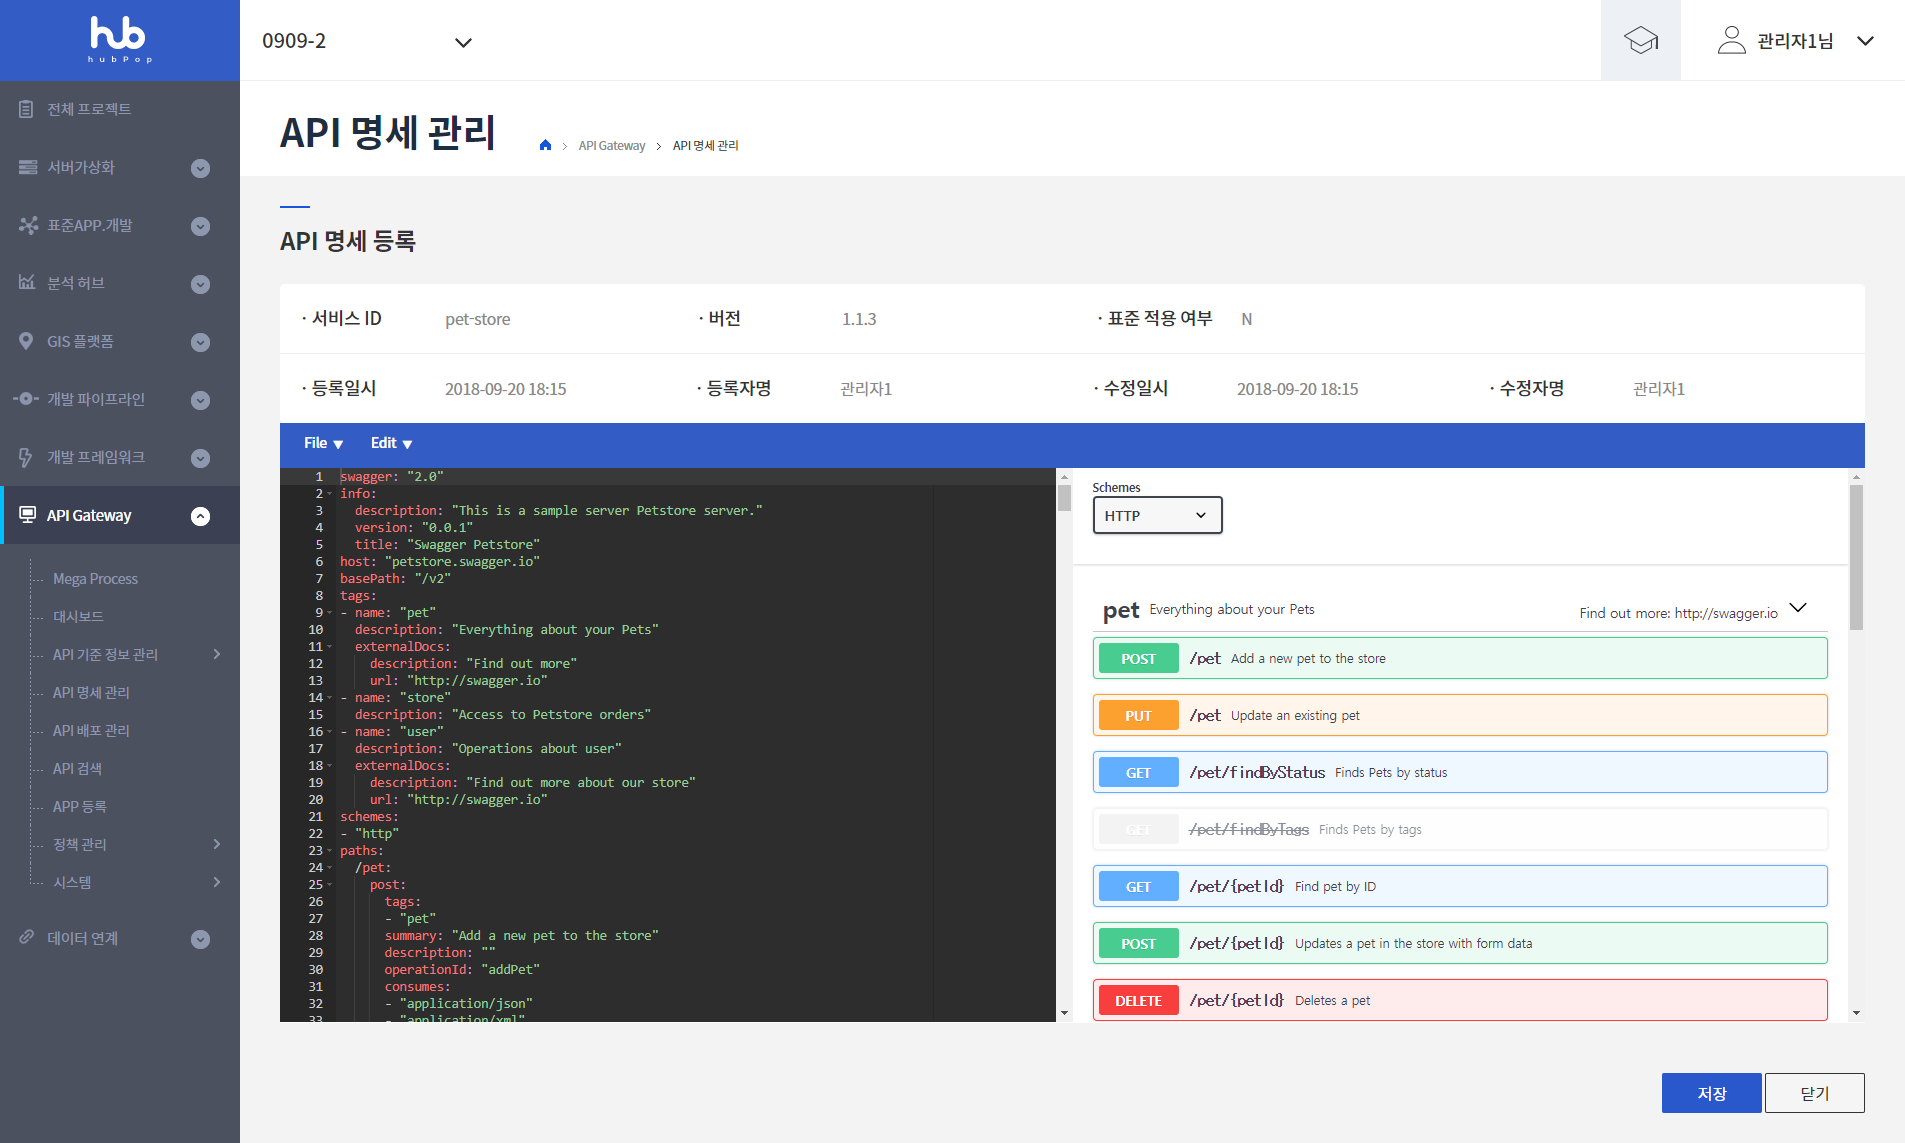 hub
hubPop
0909-2
관리자1님
전체 프로젝트
서버가상화
표준APP.개발
분석 허브
GIS 플랫폼
개발 파이프라인
개발 프레임워크
API Gateway
Mega Process
대시보드
API 기준 정보 관리
API 명세 관리
API 배포 관리
API 검색
APP 등록
정책 관리
시스템
데이터 연계
API 명세 관리
API Gateway > API 명세 관리
API 명세 등록
· 서비스 ID pet-store · 버전 1.1.3 · 표준 적용 여부 N
· 등록일시 2018-09-20 18:15 · 등록자명 관리자1 · 수정일시 2018-09-20 18:15 · 수정자명 관리자1
File ▼ Edit ▼
1 swagger: "2.0"
2 info:
3 description: "This is a sample server Petstore server."
4 version: "0.0.1"
5 title: "Swagger Petstore"
6 host: "petstore.swagger.io"
7 basePath: "/v2"
8 tags:
9 - name: "pet"
10 description: "Everything about your Pets"
11 externalDocs:
12 description: "Find out more"
13 url: "http://swagger.io"
14 - name: "store"
15 description: "Access to Petstore orders"
16 - name: "user"
17 description: "Operations about user"
18 externalDocs:
19 description: "Find out more about our store"
20 url: "http://swagger.io"
21 schemes:
22 - "http"
23 paths:
24 /pet:
25 post:
26 tags:
27 - "pet"
28 summary: "Add a new pet to the store"
29 description: ""
30 operationId: "addPet"
31 consumes:
32 - "application/json"
33 - "application/xml"
Schemes
HTTP
pet Everything about your Pets Find out more: http://swagger.io
POST /pet Add a new pet to the store
PUT /pet Update an existing pet
GET /pet/findByStatus Finds Pets by status
GET /pet/findByTags Finds Pets by tags
GET /pet/{petId} Find pet by ID
POST /pet/{petId} Updates a pet in the store with form data
DELETE /pet/{petId} Deletes a pet
저장 닫기